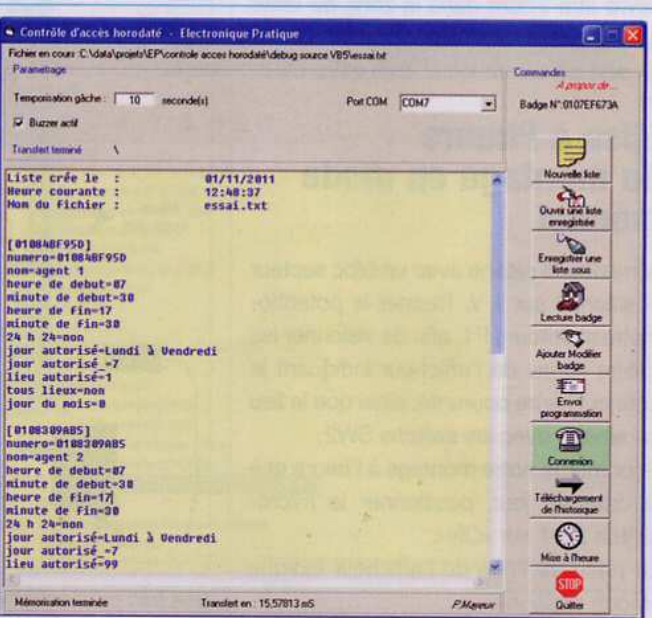 Contrôle d'accès horodaté - Electronique Pratique
Fichier en cours :C:\data\projets\EP\controle acces horodaté\debug source VB5\essai.txt
Parametrage
Temporisation gâche : 10 seconde(s)
Port COM COM7
Buzzer actif
Transfert terminé \
Liste crée le : 01/11/2011
Heure courante : 12:48:37
Nom du fichier : essai.txt
[01084BF95D]
numero=01084BF95D
nom=agent 1
heure de debut=07
minute de debut=30
heure de fin=17
minute de fin=30
24 h 24=non
jour autorisé=Lundi à Vendredi
jour autorisé_=7
lieu autorisé=1
tous lieux=non
jour du mois=0
[0108309AB5]
numero=0108309AB5
nom=agent 2
heure de debut=07
minute de debut=30
heure de fin=17
minute de fin=30
24 h 24=non
jour autorisé=Lundi à Vendredi
jour autorisé_=7
lieu autorisé=99
Mémorisation terminée
Transfert en : 15,57813 mS
P.Mayeux
Commandes
A propos de...
Badge N°:0107EF673A
Nouvelle liste
Ouvrir une liste
enregistrée
Enregistrer une
liste sous
Lecture badge
Ajouter Modifier
badge
Envoi
programmation
Connexion
Téléchargement
de l'historique
Mise à l'heure
STOP
Quitter